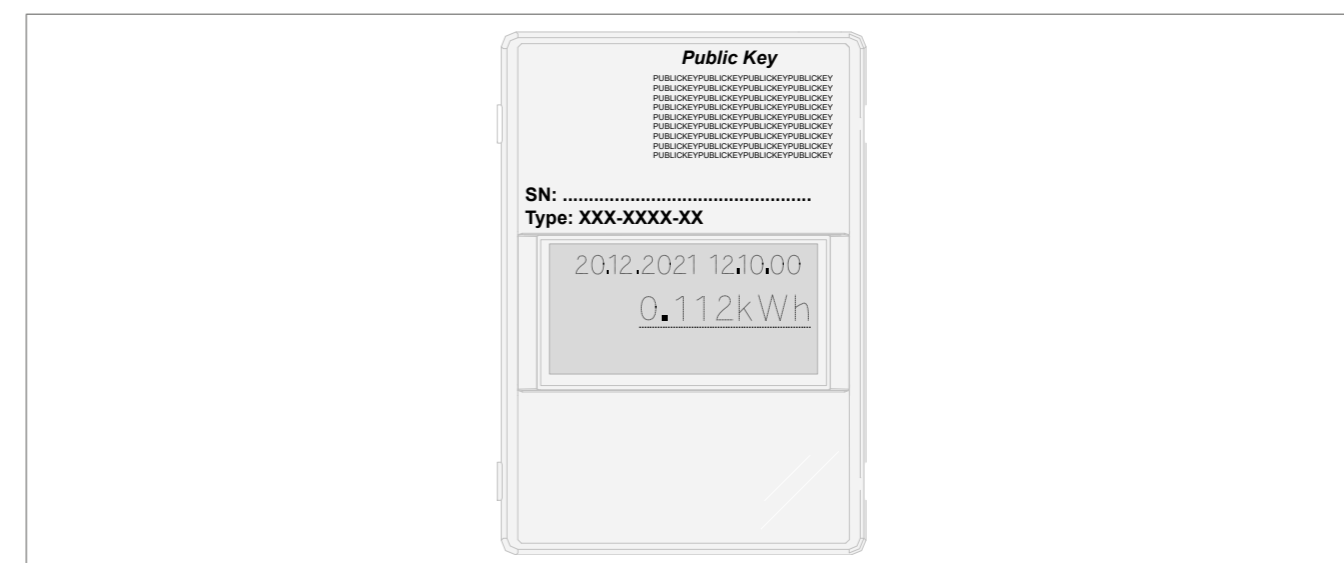 Public Key
PUBLICKEYPUBLICKEYPUBLICKEYPUBLICKEY
PUBLICKEYPUBLICKEYPUBLICKEYPUBLICKEY
PUBLICKEYPUBLICKEYPUBLICKEYPUBLICKEY
PUBLICKEYPUBLICKEYPUBLICKEYPUBLICKEY
PUBLICKEYPUBLICKEYPUBLICKEYPUBLICKEY
PUBLICKEYPUBLICKEYPUBLICKEYPUBLICKEY
PUBLICKEYPUBLICKEYPUBLICKEYPUBLICKEY
PUBLICKEYPUBLICKEYPUBLICKEYPUBLICKEY
PUBLICKEYPUBLICKEYPUBLICKEYPUBLICKEY
SN: ................................................
Type: XXX-XXXX-XX
20.12.2021 12.10.00
0.112kWh